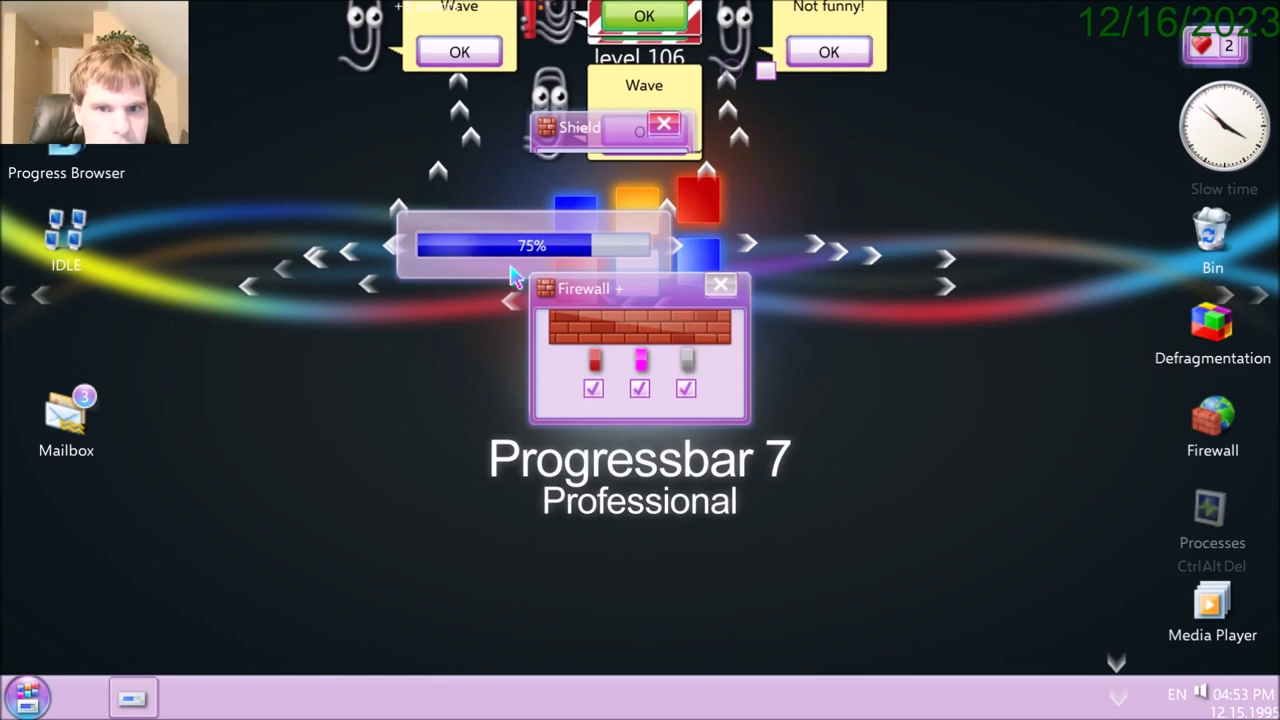 Wave
OK
OK
level 106
Not funny!
OK
12/16/2023
2
Wave
Shield
Progress Browser
IDLE
3
Mailbox
75%
Firewall +
Progressbar 7
Professional
Slow time
Bin
Defragmentation
Firewall
Processes
CtrlAltDel
Media Player
EN
04:53 PM
12.15.1995